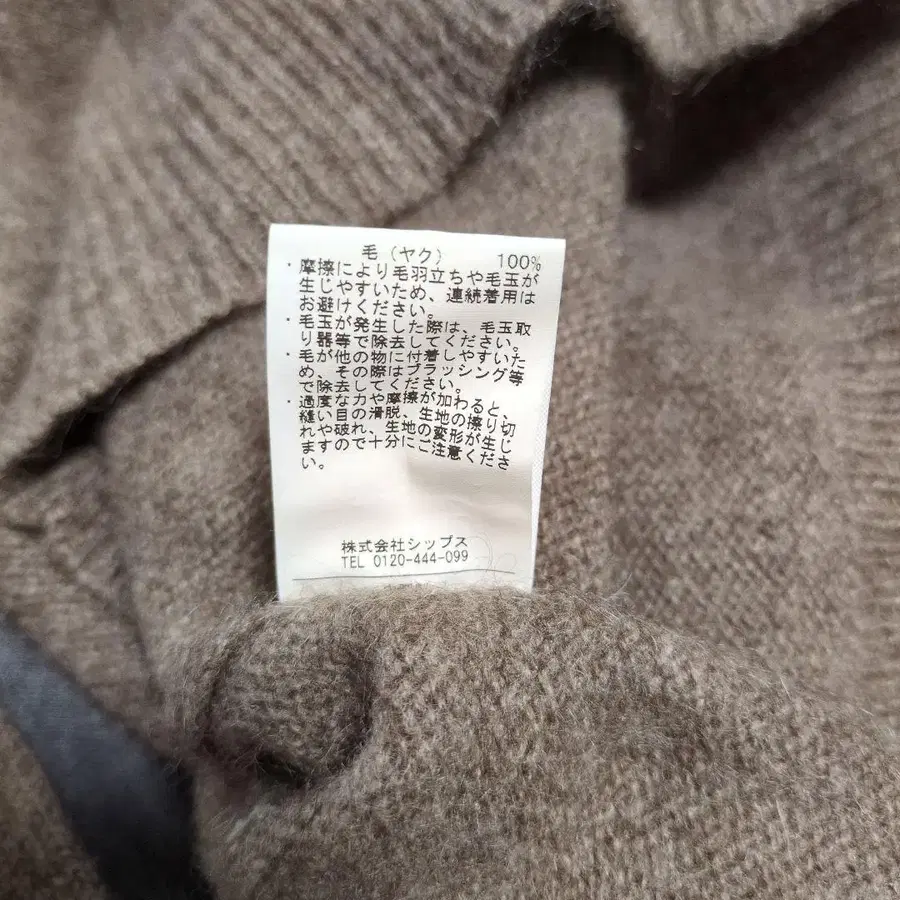 毛（ヤク） 100%
・摩擦により毛羽立ちや毛玉が
生じやすいため、連続着用は
お避けください。
・毛玉が発生した際は、毛玉取
り器等で除去してください。
・毛が他の物に付着しやすいた
め、その際はブラッシング等
で除去してください。
・過度な力や摩擦が加わると、
縫い目の滑脱、生地の擦り切
れや破れ、生地の変形が生じ
ますので十分にご注意くださ
い。
株式会社シップス
TEL 0120-444-099